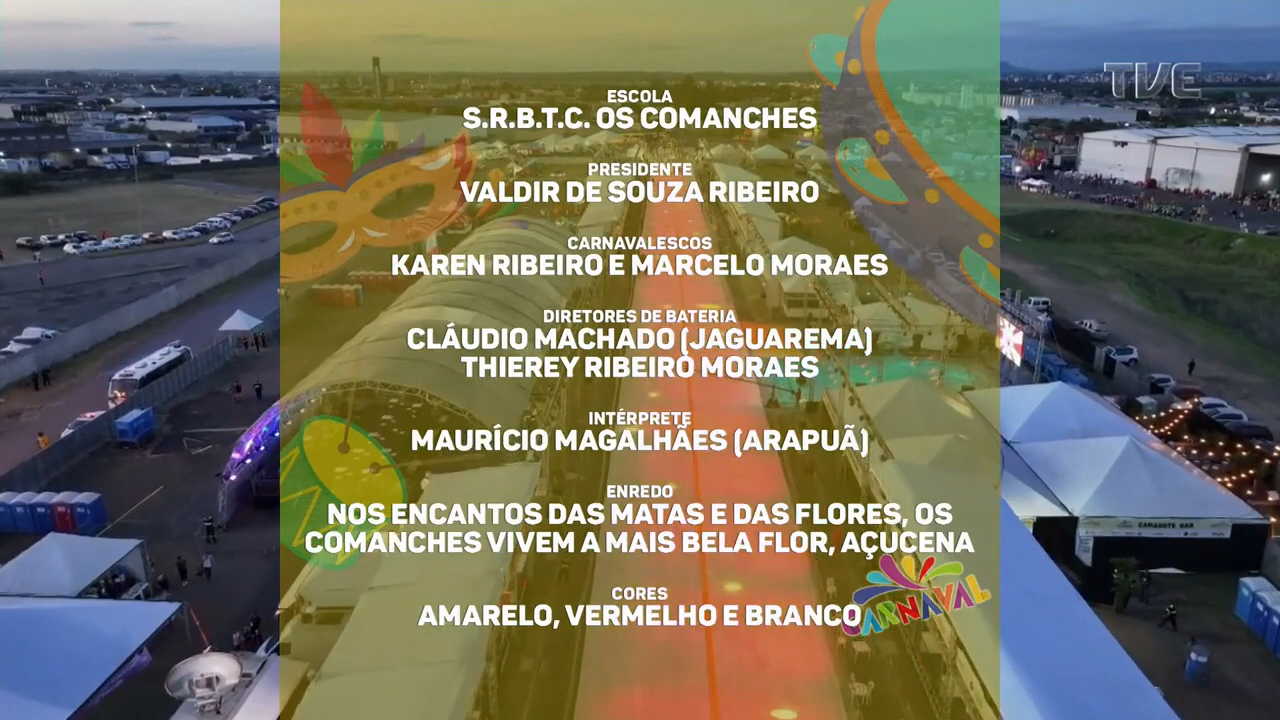 TVE
ESCOLA
S.R.B.T.C. OS COMANCHES
PRESIDENTE
VALDIR DE SOUZA RIBEIRO
CARNAVALESCOS
KAREN RIBEIRO E MARCELO MORAES
DIRETORES DE BATERIA
CLÁUDIO MACHADO (JAGUAREMA)
THIEREY RIBEIRO MORAES
INTÉRPRETE
MAURÍCIO MAGALHÃES (ARAPUÃ)
ENREDO
NOS ENCANTOS DAS MATAS E DAS FLORES, OS
COMANCHES VIVEM A MAIS BELA FLOR, AÇUCENA
CORES
AMARELO, VERMELHO E BRANCO
CARNAVAL
CAMAROTE BAR